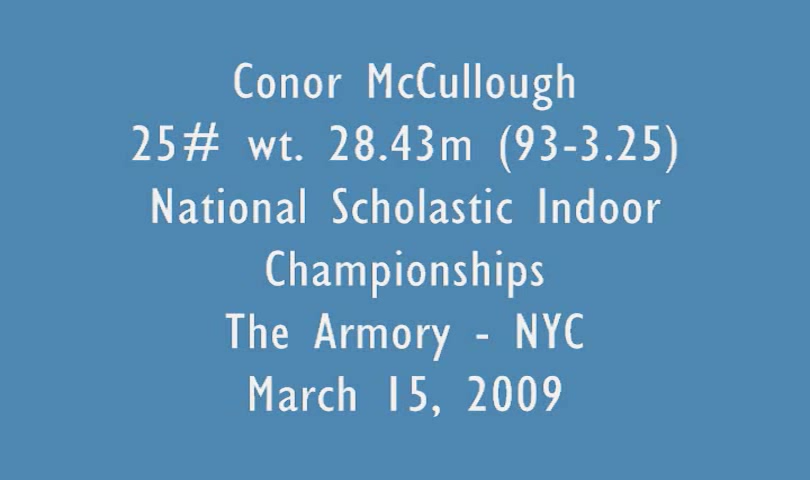 Conor McCullough
25# wt. 28.43m (93-3.25)
National Scholastic Indoor
Championships
The Armory - NYC
March 15, 2009